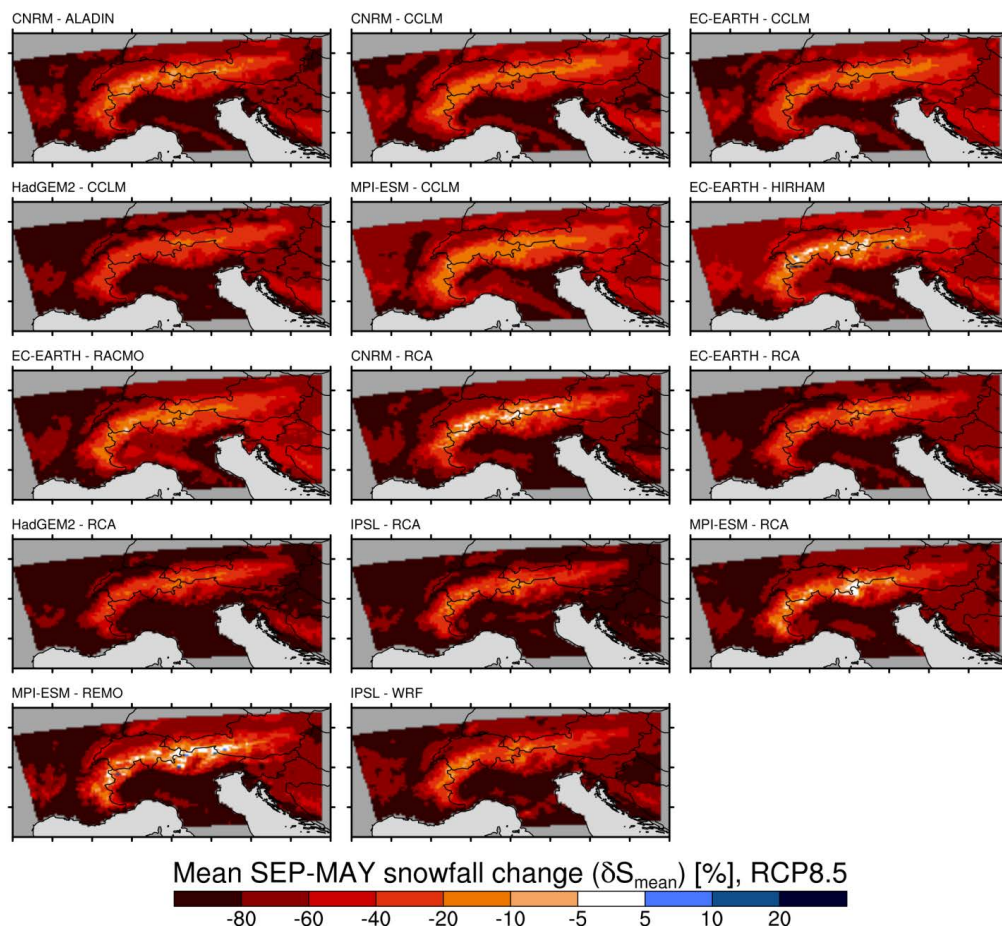 CNRM - ALADIN
CNRM - CCLM
EC-EARTH - CCLM
HadGEM2 - CCLM
MPI-ESM - CCLM
EC-EARTH - HIRHAM
EC-EARTH - RACMO
CNRM - RCA
EC-EARTH - RCA
HadGEM2 - RCA
IPSL - RCA
MPI-ESM - RCA
MPI-ESM - REMO
IPSL - WRF
Mean SEP-MAY snowfall change (δSmean) [%], RCP8.5
-80 -60 -40 -20 -10 -5 5 10 20